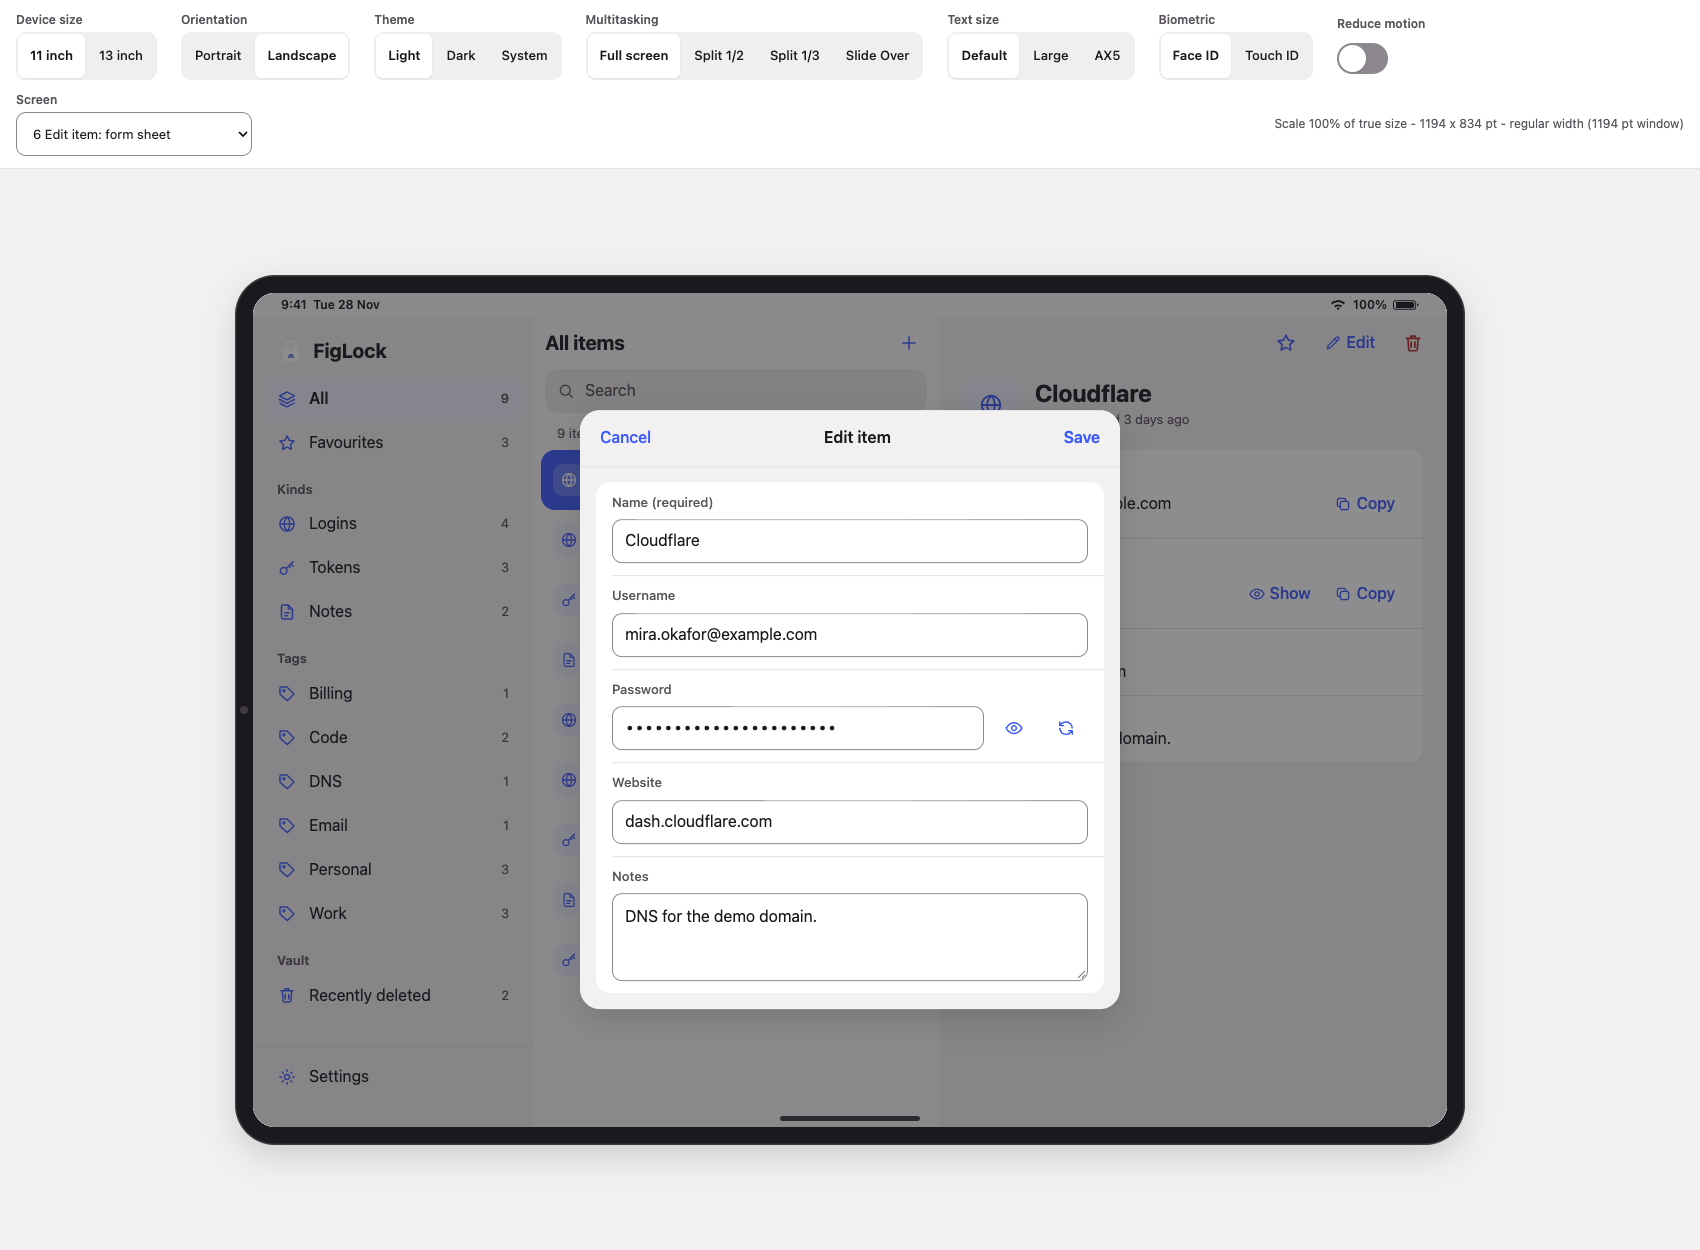 Device size
11 inch 13 inch
Orientation
Portrait Landscape
Theme
Light Dark System
Multitasking
Full screen Split 1/2 Split 1/3 Slide Over
Text size
Default Large AX5
Biometric
Face ID Touch ID
Reduce motion
Screen
6 Edit item: form sheet
Scale 100% of true size - 1194 x 834 pt - regular width (1194 pt window)
9:41 Tue 28 Nov
100%
FigLock
All 9
Favourites 3
Kinds
Logins 4
Tokens 3
Notes 2
Tags
Billing 1
Code 2
DNS 1
Email 1
Personal 3
Work 3
Vault
Recently deleted 2
Settings
All items
Search
9
Edit
Cloudflare
3 days ago
Copy
Show Copy
Cancel Edit item Save
Name (required)
Cloudflare
Username
mira.okafor@example.com
Password
Website
dash.cloudflare.com
Notes
DNS for the demo domain.